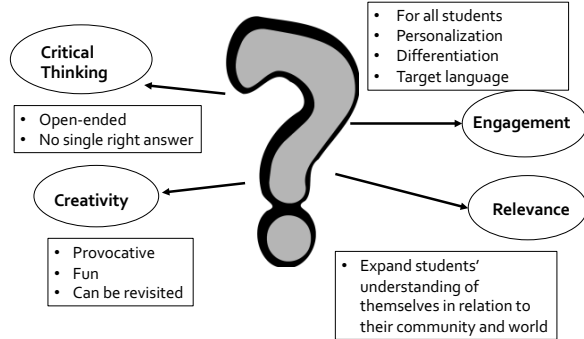 Critical
Thinking
• Open-ended
• No single right answer
Creativity
• Provocative
• Fun
• Can be revisited
• For all students
• Personalization
• Differentiation
• Target language
Engagement
Relevance
• Expand students'
understanding of
themselves in relation to
their community and world